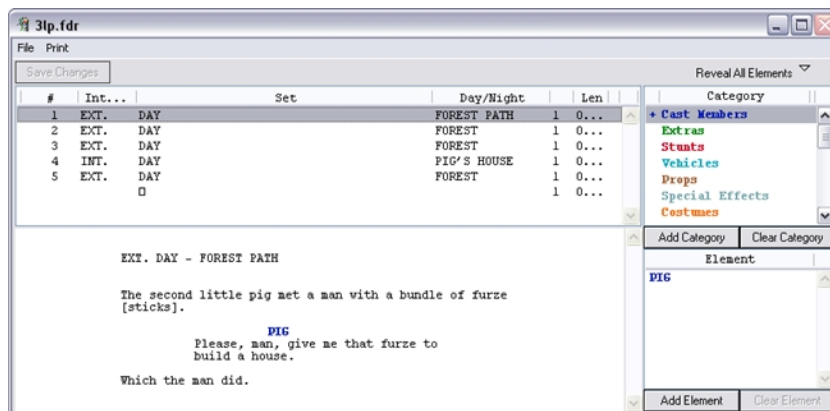 3lp.fdr
File Print
Save Changes
Reveal All Elements
# Int... Set Day/Night Len
1 EXT. DAY FOREST PATH 1 0...
2 EXT. DAY FOREST 1 0...
3 EXT. DAY FOREST 1 0...
4 INT. DAY PIG'S HOUSE 1 0...
5 EXT. DAY FOREST 1 0...
1 0...
Category
+ Cast Members
Extras
Stunts
Vehicles
Props
Special Effects
Costumes
Add Category Clear Category
Element
PIG
Add Element Clear Element
EXT. DAY - FOREST PATH
The second little pig met a man with a bundle of furze
[sticks].
PIG
Please, man, give me that furze to
build a house.
Which the man did.